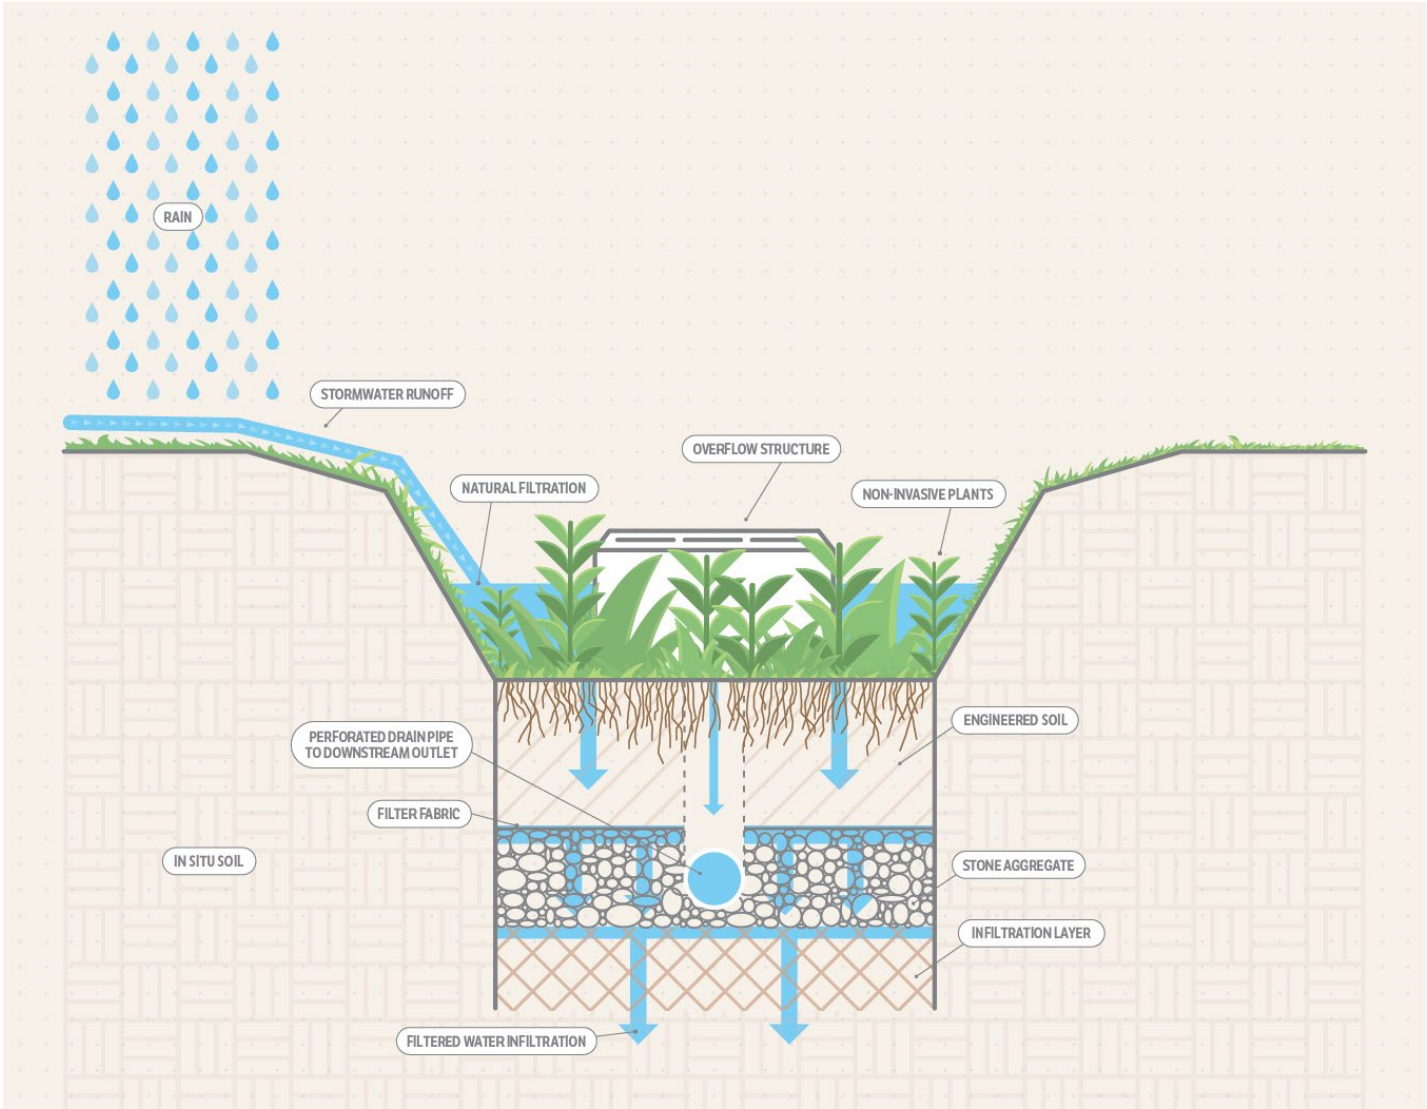 RAIN
STORMWATER RUNOFF
OVERFLOW STRUCTURE
NATURAL FILTRATION
NON-INVASIVE PLANTS
ENGINEERED SOIL
PERFORATED DRAIN PIPE
TO DOWNSTREAM OUTLET
FILTER FABRIC
IN SITU SOIL
STONE AGGREGATE
INFILTRATION LAYER
FILTERED WATER INFILTRATION